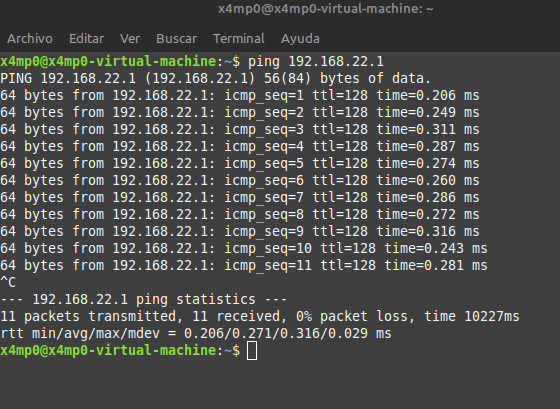 x4mp0@x4mp0-virtual-machine: ~
Archivo Editar Ver Buscar Terminal Ayuda
x4mp0@x4mp0-virtual-machine:~$ ping 192.168.22.1
PING 192.168.22.1 (192.168.22.1) 56(84) bytes of data.
64 bytes from 192.168.22.1: icmp_seq=1 ttl=128 time=0.206 ms
64 bytes from 192.168.22.1: icmp_seq=2 ttl=128 time=0.249 ms
64 bytes from 192.168.22.1: icmp_seq=3 ttl=128 time=0.311 ms
64 bytes from 192.168.22.1: icmp_seq=4 ttl=128 time=0.287 ms
64 bytes from 192.168.22.1: icmp_seq=5 ttl=128 time=0.274 ms
64 bytes from 192.168.22.1: icmp_seq=6 ttl=128 time=0.260 ms
64 bytes from 192.168.22.1: icmp_seq=7 ttl=128 time=0.286 ms
64 bytes from 192.168.22.1: icmp_seq=8 ttl=128 time=0.272 ms
64 bytes from 192.168.22.1: icmp_seq=9 ttl=128 time=0.316 ms
64 bytes from 192.168.22.1: icmp_seq=10 ttl=128 time=0.243 ms
64 bytes from 192.168.22.1: icmp_seq=11 ttl=128 time=0.281 ms
^C
--- 192.168.22.1 ping statistics ---
11 packets transmitted, 11 received, 0% packet loss, time 10227ms
rtt min/avg/max/mdev = 0.206/0.271/0.316/0.029 ms
x4mp0@x4mp0-virtual-machine:~$